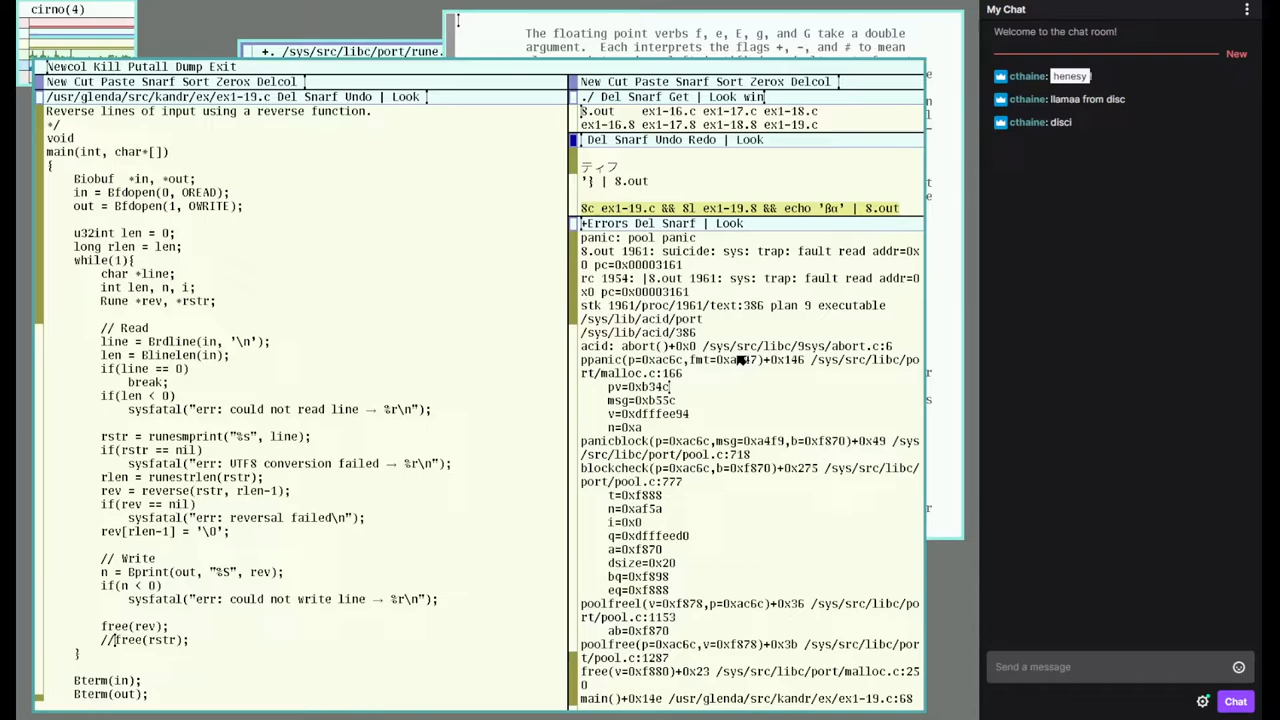 cirno(4)
+. /sys/src/libc/port/rune.
The floating point verbs f, e, E, g, and G take a double
argument.  Each interprets the flags +, -, and # to mean
Newcol Kill Putall Dump Exit
New Cut Paste Snarf Sort Zerox Delcol
/usr/glenda/src/kandr/ex/ex1-19.c Del Snarf Undo | Look
Reverse lines of input using a reverse function.
*/
void
main(int, char*[])
{
Biobuf  *in, *out;
in = Bfdopen(0, OREAD);
out = Bfdopen(1, OWRITE);
u32int len = 0;
long rlen = len;
while(1){
char *line;
int len, n, i;
Rune *rev, *rstr;
// Read
line = Brdline(in, '\n');
len = Blinelen(in);
if(line == 0)
break;
if(len < 0)
sysfatal("err: could not read line → %r\n");
rstr = runesmprint("%s", line);
if(rstr == nil)
sysfatal("err: UTF8 conversion failed → %r\n");
rlen = runestrlen(rstr);
rev = reverse(rstr, rlen-1);
if(rev == nil)
sysfatal("err: reversal failed\n");
rev[rlen-1] = '\0';
// Write
n = Bprint(out, "%S", rev);
if(n < 0)
sysfatal("err: could not write line → %r\n");
free(rev);
//free(rstr);
}
Bterm(in);
Bterm(out);
New Cut Paste Snarf Sort Zerox Delcol
./ Del Snarf Get | Look win
8.out    ex1-16.c  ex1-17.c  ex1-18.c
ex1-16.8  ex1-17.8  ex1-18.8  ex1-19.c
Del Snarf Undo Redo | Look
ティフ
'} | 8.out
8c ex1-19.c && 8l ex1-19.8 && echo 'βα' | 8.out
+Errors Del Snarf | Look
panic: pool panic
8.out 1961: suicide: sys: trap: fault read addr=0x
0 pc=0x00003161
rc 1954: |8.out 1961: sys: trap: fault read addr=0
x0 pc=0x00003161
stk 1961/proc/1961/text:386 plan 9 executable
/sys/lib/acid/port
/sys/lib/acid/386
acid: abort()+0x0 /sys/src/libc/9sys/abort.c:6
/sys/src/libc/po
rt/malloc.c:166
pv=0xb34c
msg=0xb55c
v=0xdfffee94
n=0xa
panicblock(p=0xac6c,msg=0xa4f9,b=0xf870)+0x49 /sys
/src/libc/port/pool.c:718
blockcheck(p=0xac6c,b=0xf870)+0x275 /sys/src/libc/
port/pool.c:777
t=0xf888
n=0xaf5a
i=0x0
q=0xdfffeed0
a=0xf870
dsize=0x20
bq=0xf898
eq=0xf888
poolfreel(v=0xf878,p=0xac6c)+0x36 /sys/src/libc/po
rt/pool.c:1153
ab=0xf870
poolfree(p=0xac6c,v=0xf878)+0x3b /sys/src/libc/por
t/pool.c:1287
free(v=0xf880)+0x23 /sys/src/libc/port/malloc.c:25
0
main()+0x14e /usr/glenda/src/kandr/ex/ex1-19.c:68
My Chat
Welcome to the chat room!
New
cthaine: henesy
cthaine: llamaa from disc
cthaine: disci
Send a message
Chat